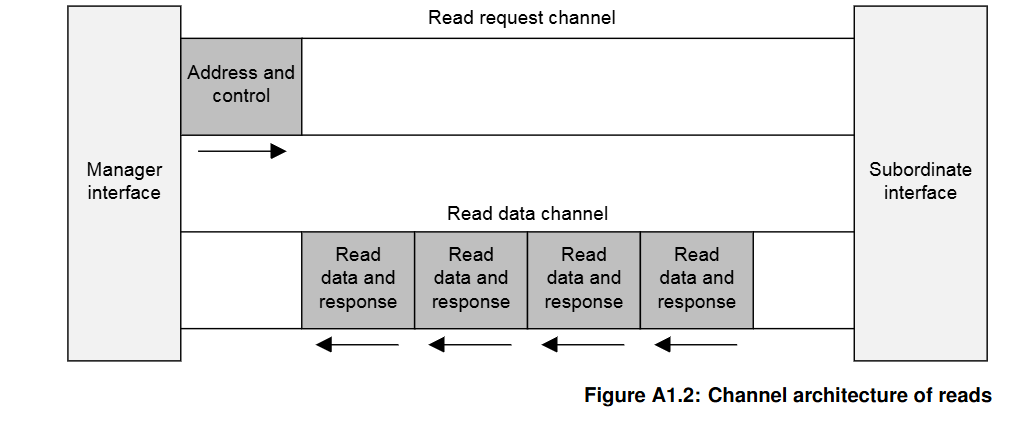 Read request channel
Address and
control
Manager
interface
Subordinate
interface
Read data channel
Read
data and
response
Read
data and
response
Read
data and
response
Read
data and
response
Figure A1.2: Channel architecture of reads